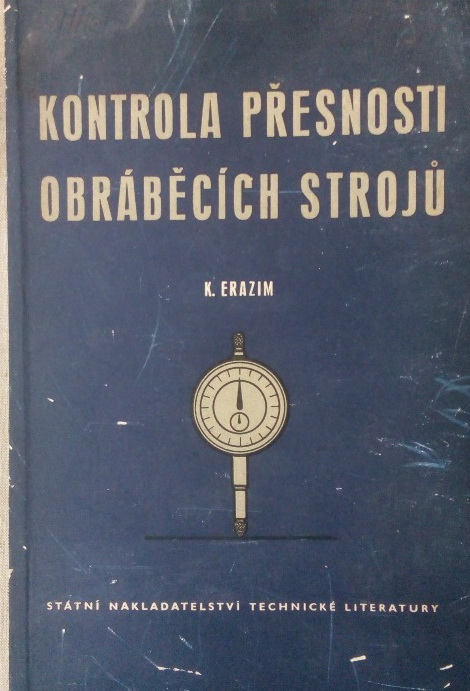 KONTROLA PŘESNOSTI
OBRÁBĚCÍCH STROJŮ
K. ERAZIM
STÁTNÍ NAKLADATELSTVÍ TECHNICKÉ LITERATURY